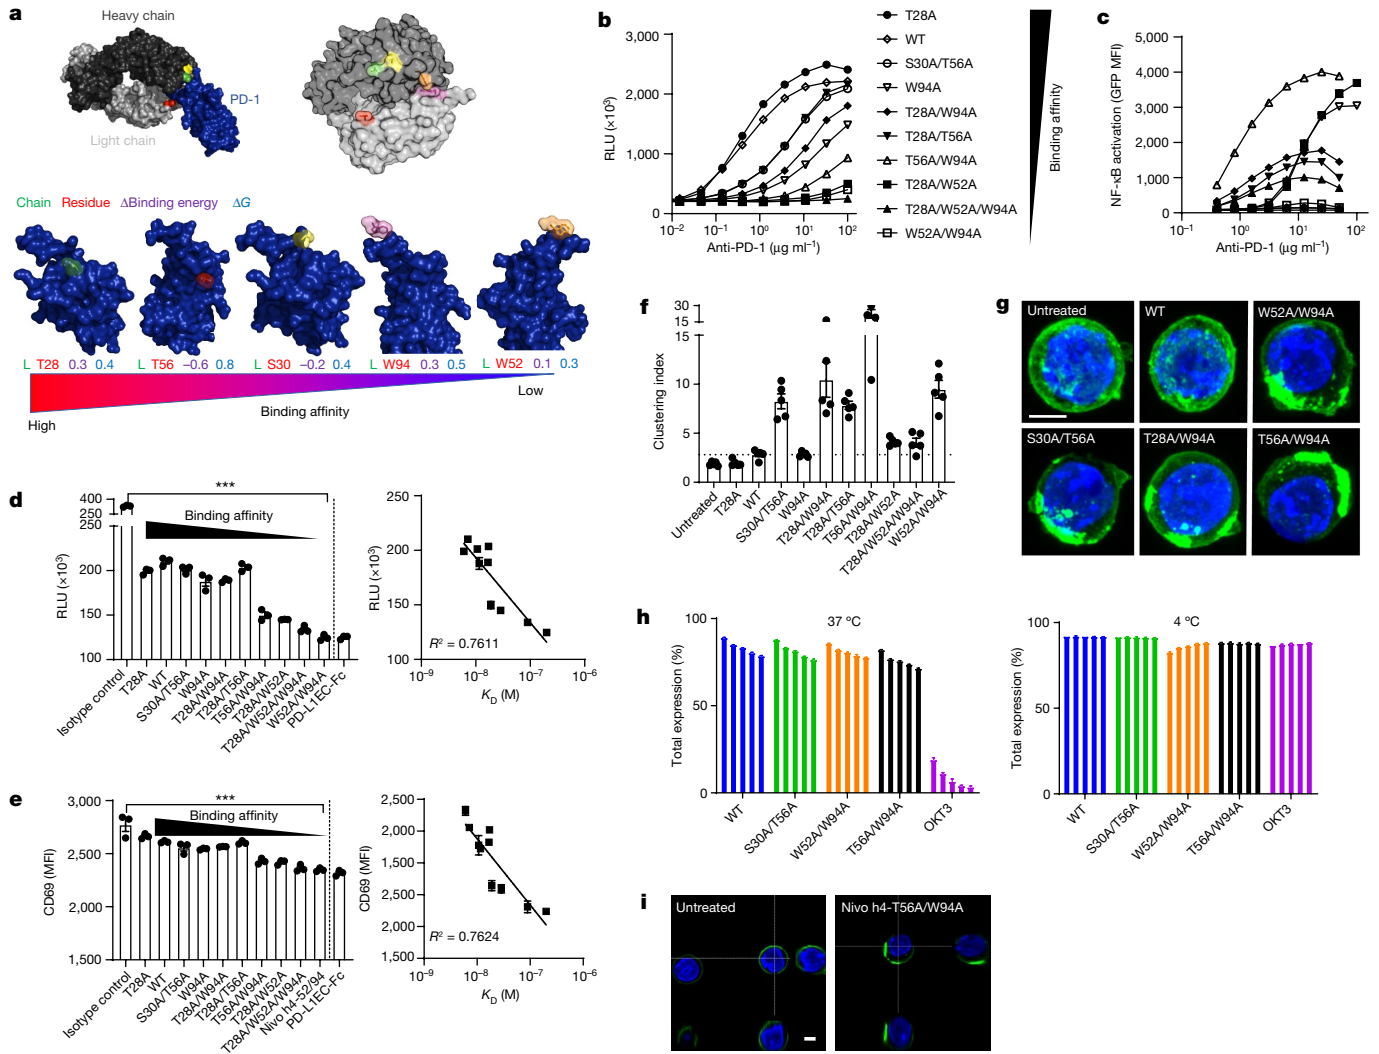 a
Heavy chain
PD-1
Light chain
Chain Residue ΔBinding energy ΔG
L T28 0.3 0.4
L T56 −0.6 0.8
L S30 −0.2 0.4
L W94 0.3 0.5
L W52 0.1 0.3
High
Binding affinity
Low
b
RLU (×10³)
3,000
2,000
1,000
0
10⁻² 10⁻¹ 10⁰ 10¹ 10²
Anti-PD-1 (µg ml⁻¹)
T28A
WT
S30A/T56A
W94A
T28A/W94A
T28A/T56A
T56A/W94A
T28A/W52A
T28A/W52A/W94A
W52A/W94A
Binding affinity
c
NF-κB activation (GFP MFI)
5,000
4,000
3,000
2,000
1,000
0
10⁻¹ 10⁰ 10¹ 10²
Anti-PD-1 (µg ml⁻¹)
d
RLU (×10³)
400
250
250
200
150
100
***
Binding affinity
Isotype control
T28A
WT
S30A/T56A
W94A
T28A/W94A
T28A/T56A
T56A/W94A
T28A/W52A
T28A/W52A/W94A
W52A/W94A
PD-L1EC-Fc
RLU (×10³)
250
200
150
100
R² = 0.7611
10⁻⁹ 10⁻⁸ 10⁻⁷ 10⁻⁶
K_D (M)
e
CD69 (MFI)
3,000
2,500
2,000
1,500
***
Binding affinity
Isotype control
T28A
WT
S30A/T56A
W94A
T28A/W94A
T28A/T56A
T56A/W94A
T28A/W52A
T28A/W52A/W94A
Nivo h4-52/94
PD-L1EC-Fc
CD69 (MFI)
2,500
2,000
1,500
2,500
2,000
1,500
R² = 0.7624
10⁻⁹ 10⁻⁸ 10⁻⁷ 10⁻⁶
K_D (M)
f
Clustering index
30
15
15
10
5
0
Untreated
T28A
WT
S30A/T56A
W94A
T28A/W94A
T28A/T56A
T56A/W94A
T28A/W52A
T28A/W52A/W94A
W52A/W94A
g
Untreated
WT
W52A/W94A
S30A/T56A
T28A/W94A
T56A/W94A
h
Total expression (%)
100
50
0
37 °C
WT
S30A/T56A
W52A/W94A
T56A/W94A
OKT3
Total expression (%)
100
50
0
4 °C
WT
S30A/T56A
W52A/W94A
T56A/W94A
OKT3
i
Untreated
Nivo h4-T56A/W94A